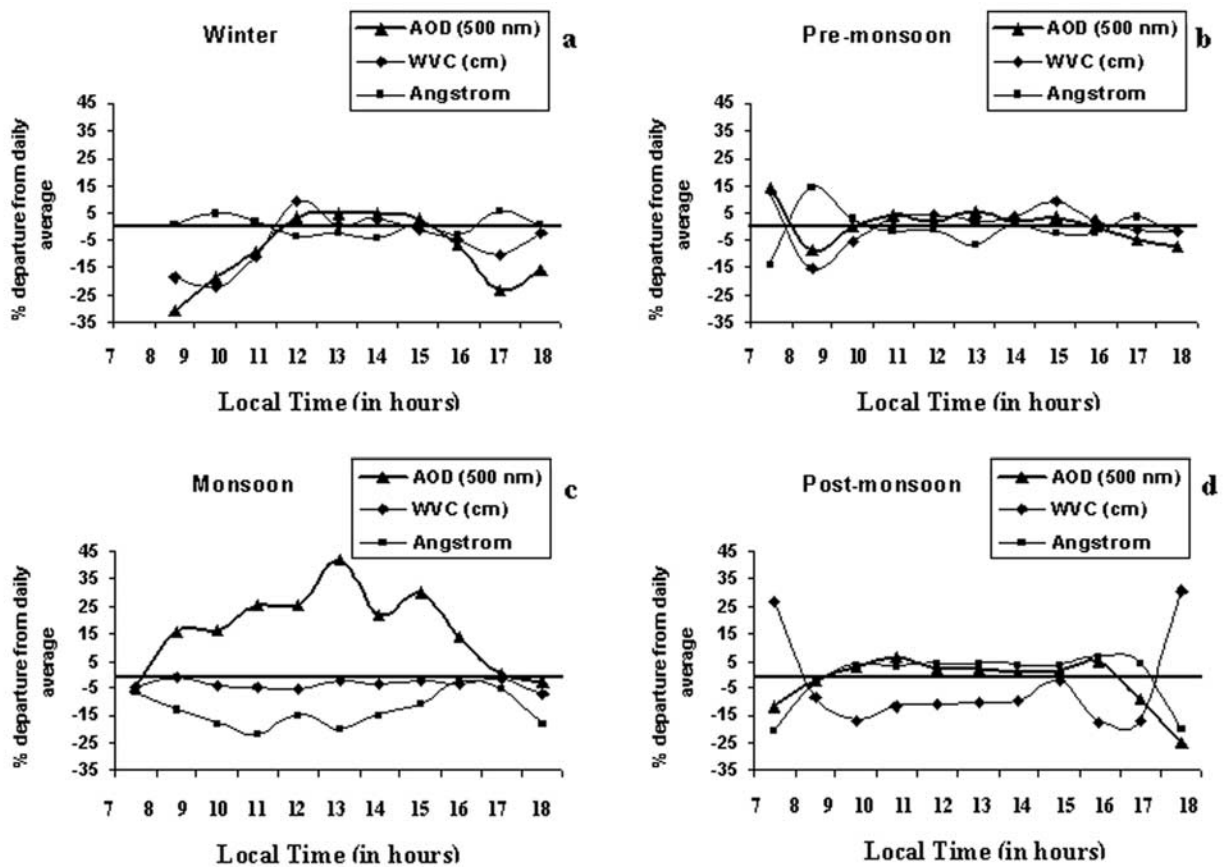 Winter
AOD (500 nm)
WVC (cm)
Angstrom
a
% departure from daily
average
45
35
25
15
5
-5
-15
-25
-35
7 8 9 10 11 12 13 14 15 16 17 18
Local Time (in hours)
Pre-monsoon
AOD (500 nm)
WVC (cm)
Angstrom
b
% departure from daily
average
45
35
25
15
5
-5
-15
-25
-35
7 8 9 10 11 12 13 14 15 16 17 18
Local Time (in hours)
Monsoon
AOD (500 nm)
WVC (cm)
Angstrom
c
% departure from daily
average
45
35
25
15
5
-5
-15
-25
-35
7 8 9 10 11 12 13 14 15 16 17 18
Local Time (in hours)
Post-monsoon
AOD (500 nm)
WVC (cm)
Angstrom
d
% departure from daily
average
45
35
25
15
5
-5
-15
-25
-35
7 8 9 10 11 12 13 14 15 16 17 18
Local Time (in hours)